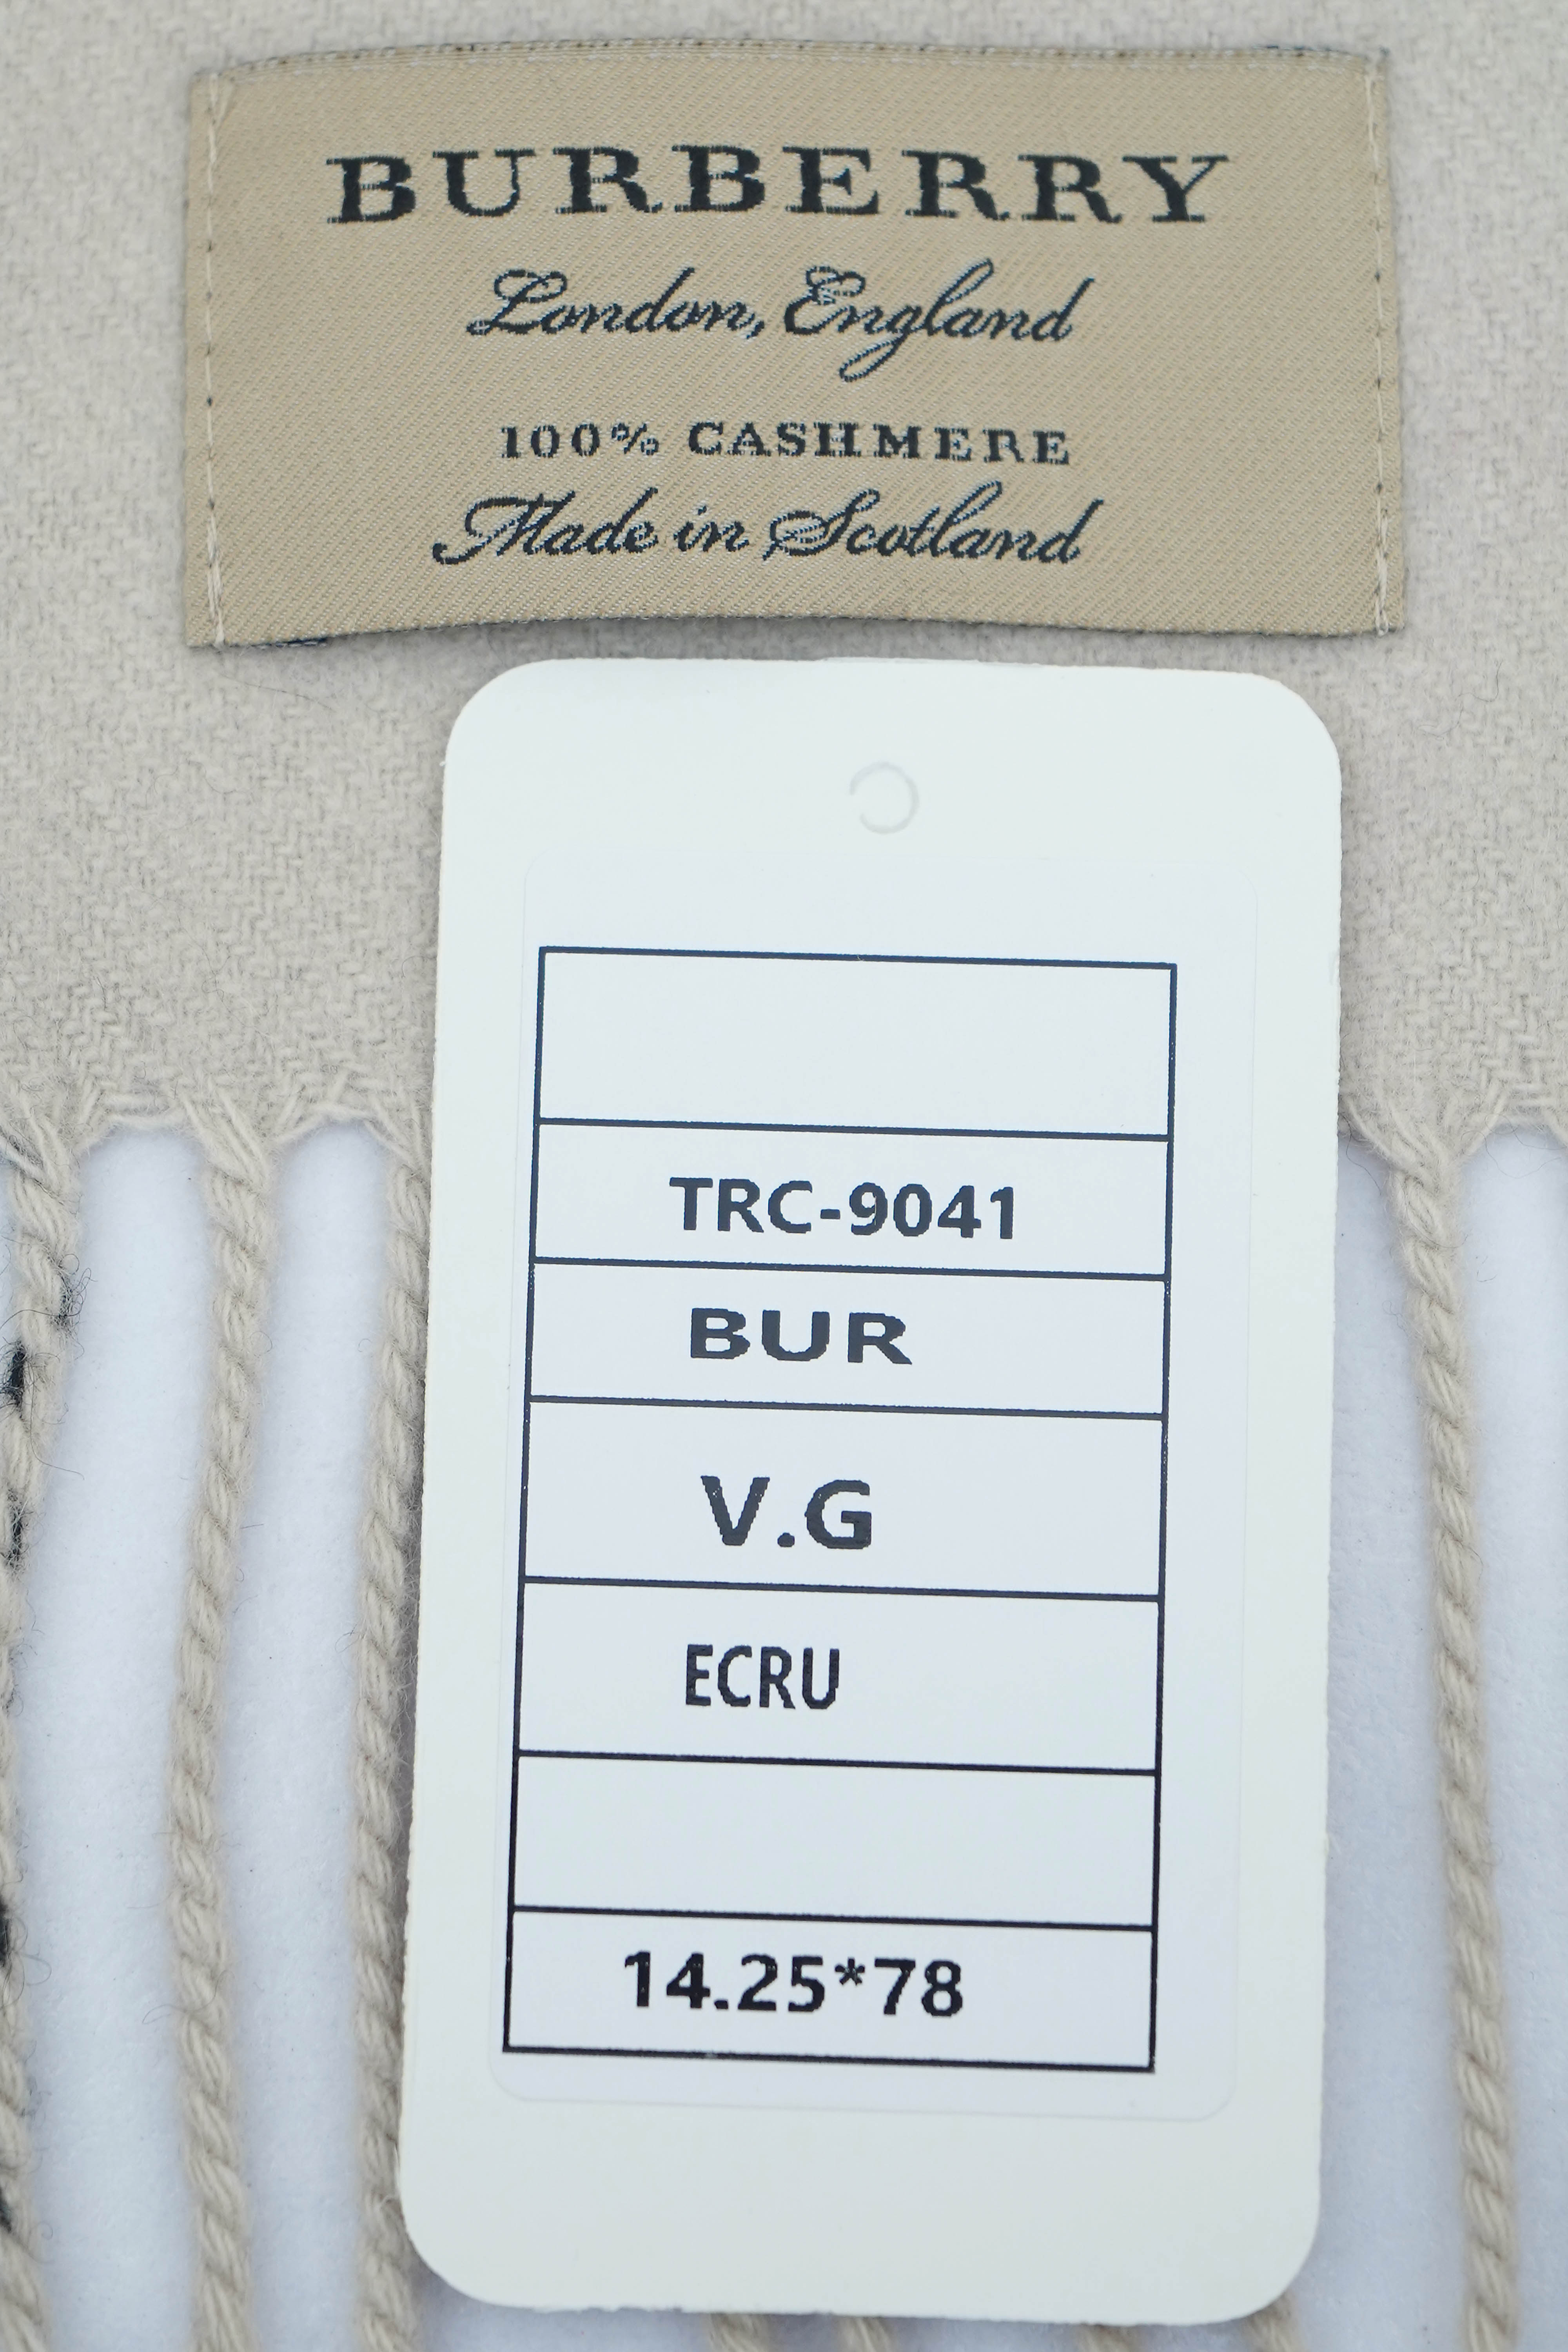 BURBERRY
London, England
100% CASHMERE
Made in Scotland
TRC-9041
BUR
V.G
ECRU
14.25*78